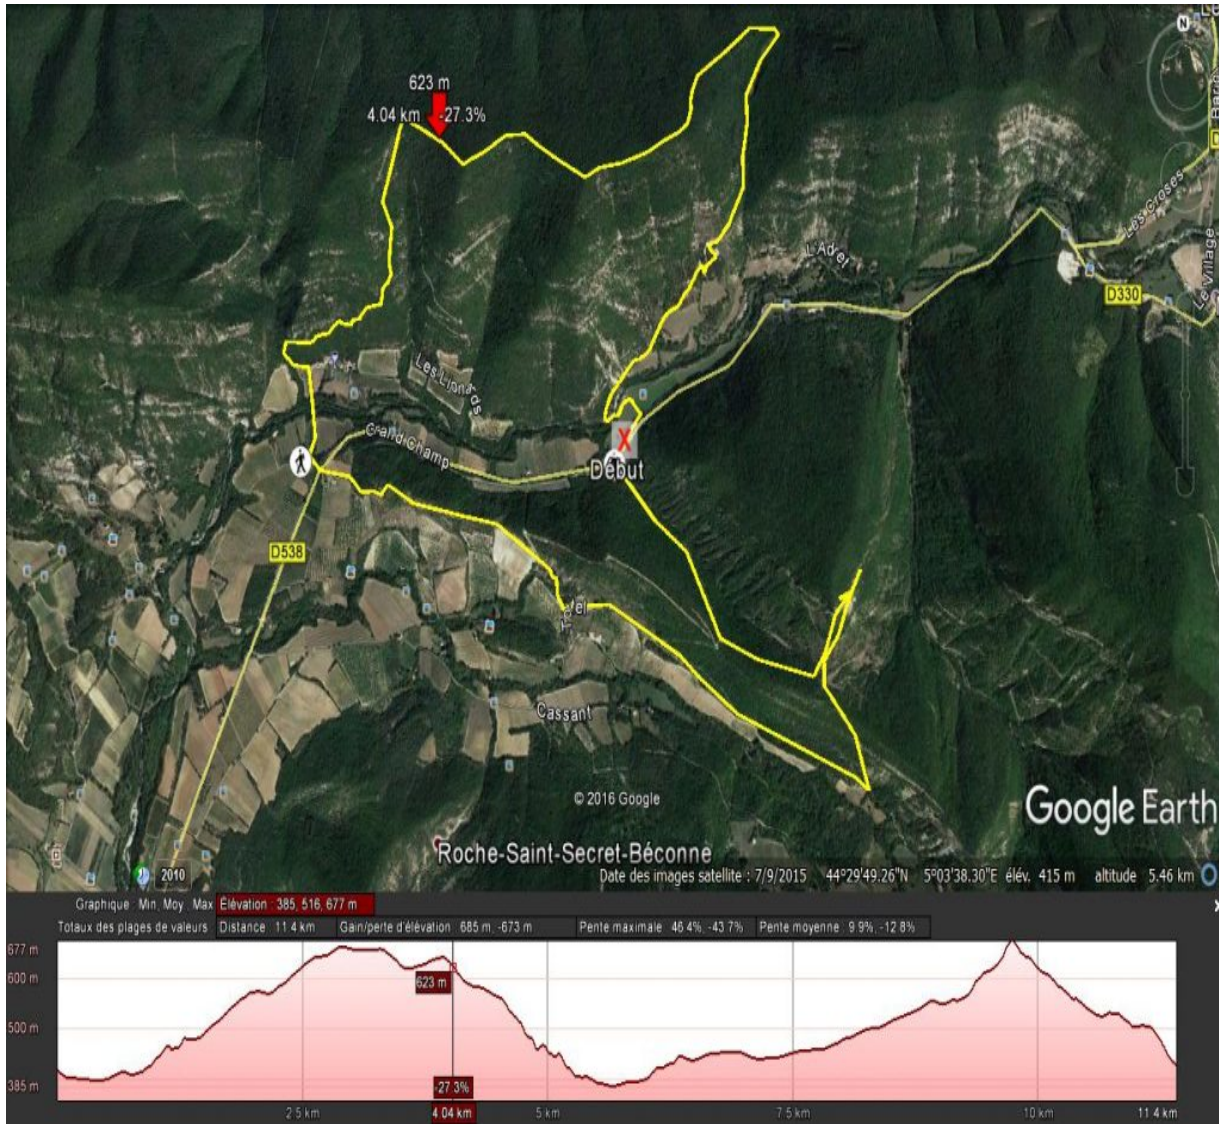 N
623 m
4.04 km -27.3%
Les Croses
L'Adret
Le Village
D330
Les Lionards
Grand Champ
X
Début
D538
Cassant
© 2016 Google
Google Earth
Roche-Saint-Secret-Béconne
2010
Date des images satellite : 7/9/2015 44°29'49.26"N 5°03'38.30"E élév. 415 m altitude 5.46 km
Graphique : Min, Moy, Max Élévation : 385, 516, 677 m
Totaux des plages de valeurs Distance : 11.4 km Gain/perte d'élévation : 685 m, -673 m Pente maximale : 46.4%, -43.7% Pente moyenne : 9.9%, -12.8%
677 m
600 m
623 m
500 m
385 m
-27.3%
2.5 km
4.04 km
5 km
7.5 km
10 km
11.4 km